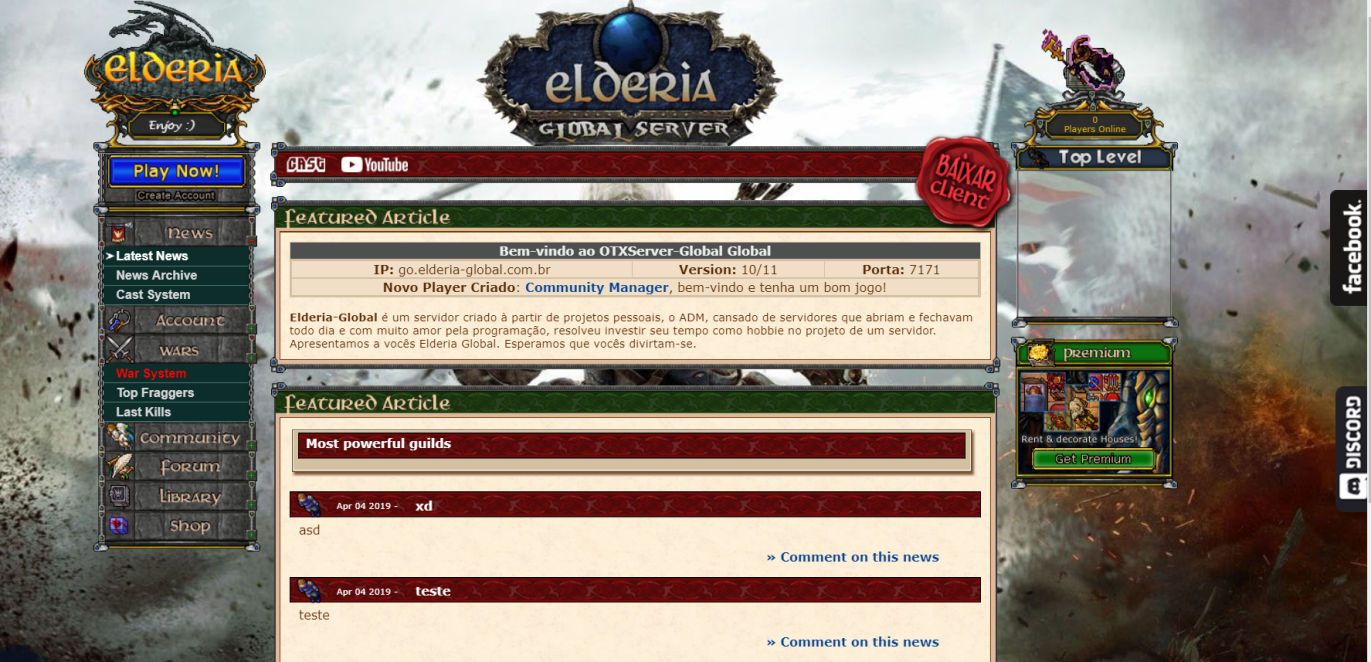 elderia
Enjoy :)
Play Now!
Create Account
News
Latest News
News Archive
Cast System
Account
wars
War System
Top Fraggers
Last Kills
Community
Forum
Library
Shop
elderia
GLOBAL SERVER
CAST
YouTube
BAIXAR
client
Featured Article
Bem-vindo ao OTXServer-Global Global
IP: go.elderia-global.com.br Version: 10/11 Porta: 7171
Novo Player Criado: Community Manager, bem-vindo e tenha um bom jogo!
Elderia-Global é um servidor criado à partir de projetos pessoais, o ADM, cansado de servidores que abriam e fechavam
todo dia e com muito amor pela programação, resolveu investir seu tempo como hobbie no projeto de um servidor.
Apresentamos a vocês Elderia Global. Esperamos que vocês divirtam-se.
Featured Article
Most powerful guilds
Apr 04 2019 - xd
asd
» Comment on this news
Apr 04 2019 - teste
teste
» Comment on this news
0
Players Online
Top Level
Premium
Rent & decorate Houses!
Get Premium
facebook.
DISCORD